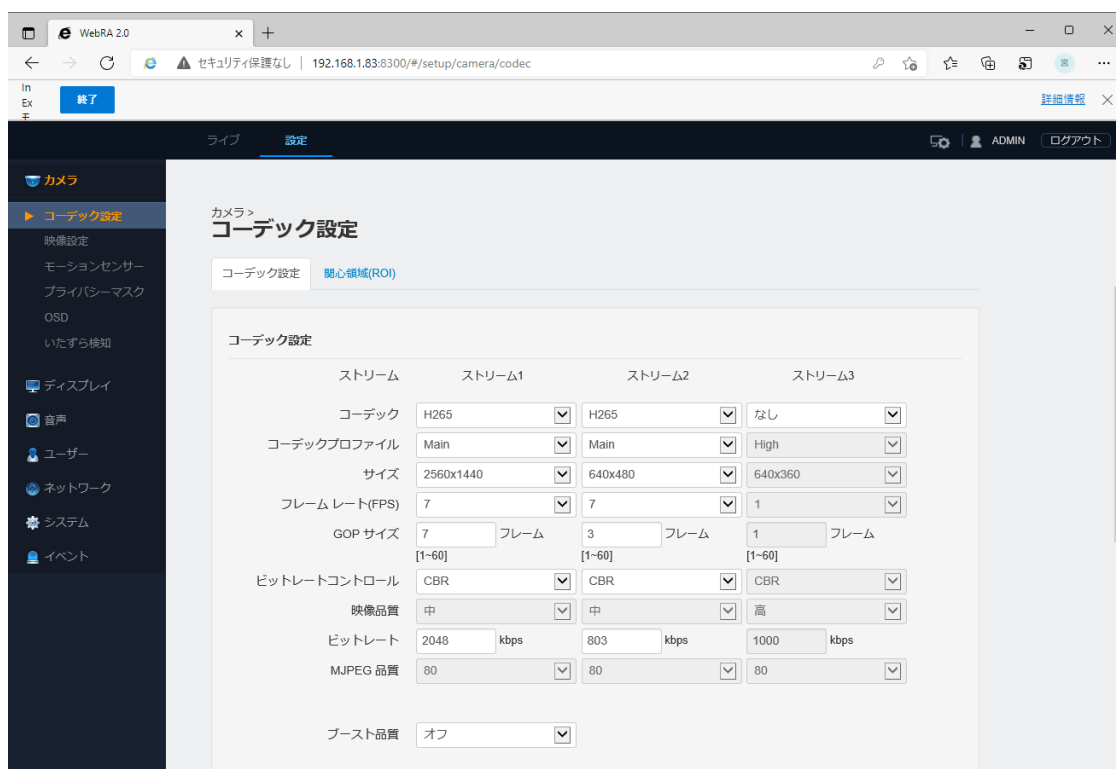 WebRA 2.0
セキュリティ保護なし | 192.168.1.83:8300/#/setup/camera/codec
In
Ex
終了
詳細情報
ライブ 設定 ADMIN ログアウト
カメラ
コーデック設定
映像設定
モーションセンサー
プライバシーマスク
OSD
いたずら検知
ディスプレイ
音声
ユーザー
ネットワーク
システム
イベント
カメラ >
コーデック設定
コーデック設定 関心領域(ROI)
コーデック設定
ストリーム ストリーム1 ストリーム2 ストリーム3
コーデック H265 H265 なし
コーデックプロファイル Main Main High
サイズ 2560x1440 640x480 640x360
フレーム レート(FPS) 7 7 1
GOP サイズ 7 フレーム 3 フレーム 1 フレーム
[1~60] [1~60] [1~60]
ビットレートコントロール CBR CBR CBR
映像品質 中 中 高
ビットレート 2048 kbps 803 kbps 1000 kbps
MJPEG 品質 80 80 80
ブースト品質 オフ